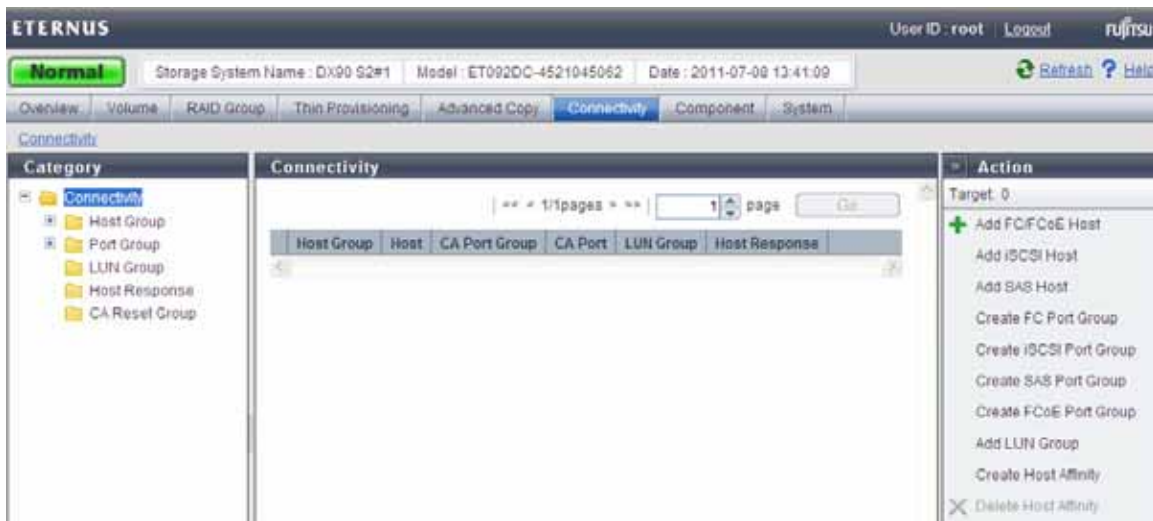 ETERNUS
User ID : root Logout FUJITSU
Normal Storage System Name : DX90 S2#1 Model : ET092DC-4521045062 Date : 2011-07-08 13:41:09 Refresh ? Help
Overview Volume RAID Group Thin Provisioning Advanced Copy Connectivity Component System
Connectivity
Category
Connectivity
Host Group
Port Group
LUN Group
Host Response
CA Reset Group
Connectivity
| << < 1/1pages > >> | 1 page Go
Host Group Host CA Port Group CA Port LUN Group Host Response
Action
Target: 0
Add FC/FCoE Host
Add iSCSI Host
Add SAS Host
Create FC Port Group
Create iSCSI Port Group
Create SAS Port Group
Create FCoE Port Group
Add LUN Group
Create Host Affinity
Delete Host Affinity